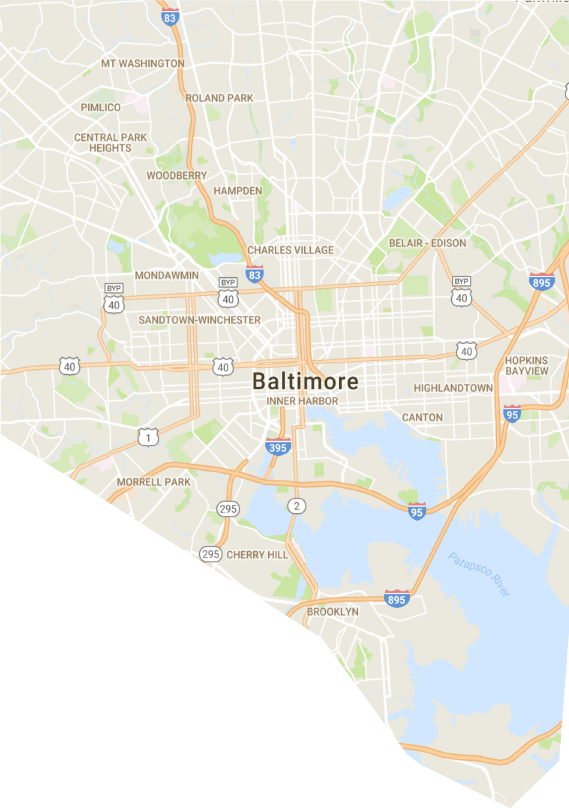 83
MT WASHINGTON
ROLAND PARK
PIMLICO
CENTRAL PARK
HEIGHTS
WOODBERRY
HAMPDEN
BELAIR - EDISON
CHARLES VILLAGE
MONDAWMIN
83
895
BYP
40
BYP
40
BYP
40
SANDTOWN-WINCHESTER
40
40
40
HOPKINS
BAYVIEW
Baltimore
HIGHLANDTOWN
INNER HARBOR
95
CANTON
1
395
MORRELL PARK
295
2
95
295
CHERRY HILL
Patapsco River
895
BROOKLYN